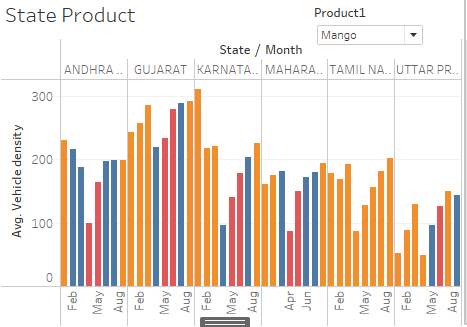 State Product
Product1
Mango
State / Month
ANDHRA .. GUJARAT KARNATA.. MAHARA.. TAMIL NA.. UTTAR PR..
Avg. Vehicle density
300
200
100
0
Feb May Aug Feb May Aug Feb May Aug Apr Jun Aug Feb May Aug Feb May Aug